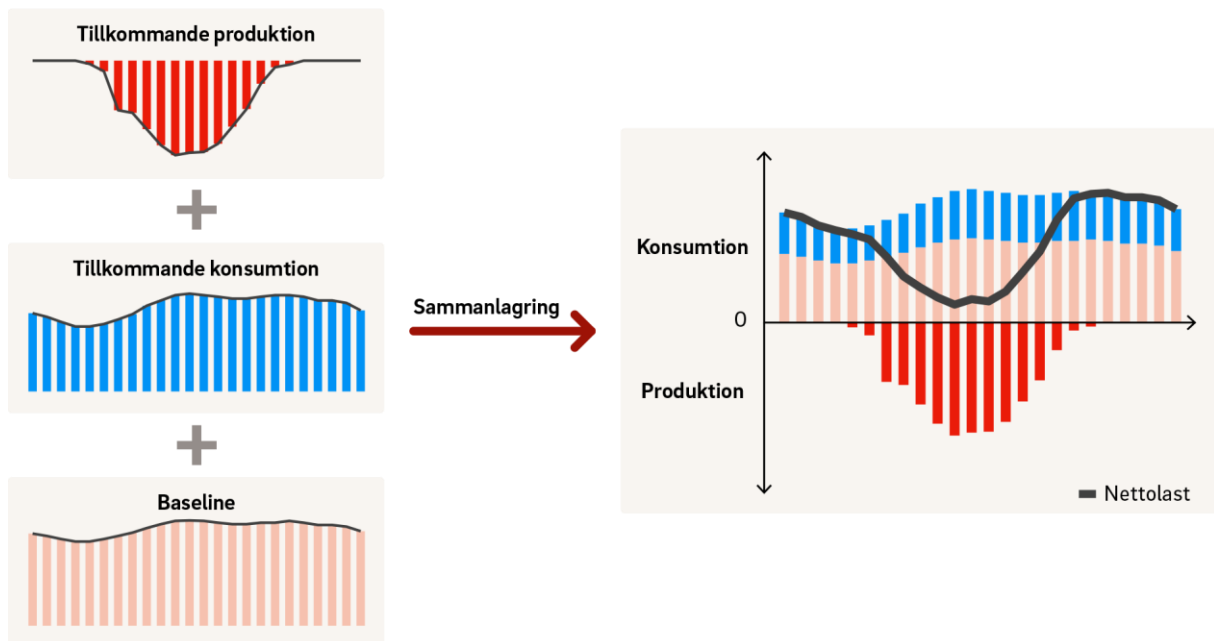 Tillkommande produktion
Tillkommande konsumtion
Baseline
Sammanlagring
Konsumtion
0
Produktion
Nettolast